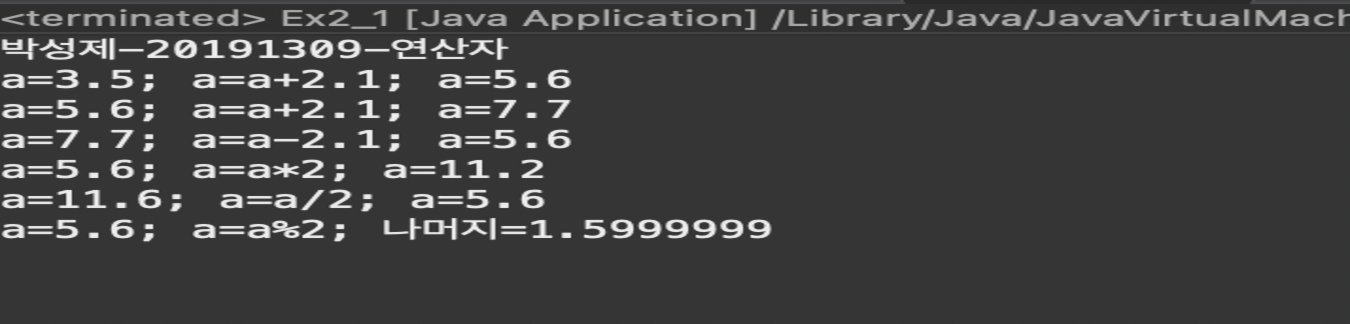 <terminated> Ex2_1 [Java Application] /Library/Java/JavaVirtualMach
박성제-20191309-연산자
a=3.5; a=a+2.1; a=5.6
a=5.6; a=a+2.1; a=7.7
a=7.7; a=a-2.1; a=5.6
a=5.6; a=a*2; a=11.2
a=11.6; a=a/2; a=5.6
a=5.6; a=a%2; 나머지=1.5999999